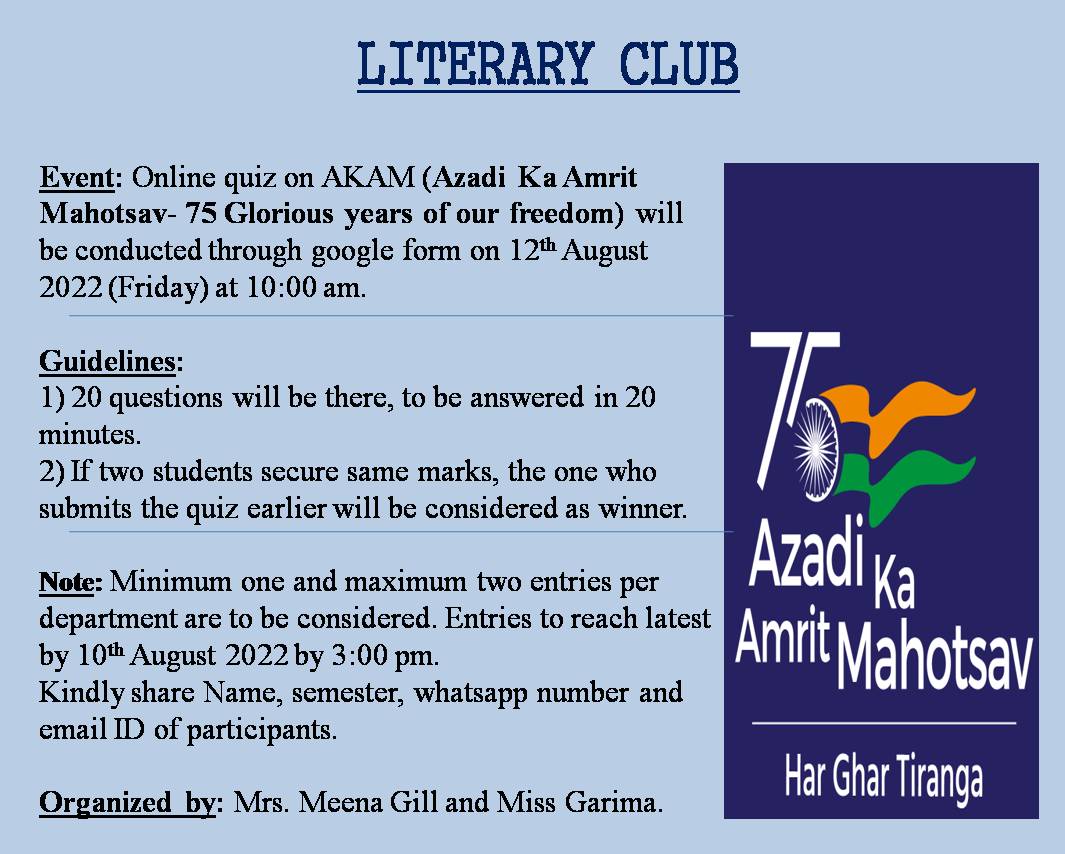 LITERARY CLUB
Event: Online quiz on AKAM (Azadi Ka Amrit
Mahotsav- 75 Glorious years of our freedom) will
be conducted through google form on 12th August
2022 (Friday) at 10:00 am.
Guidelines:
1) 20 questions will be there, to be answered in 20
minutes.
2) If two students secure same marks, the one who
submits the quiz earlier will be considered as winner.
Note: Minimum one and maximum two entries per
department are to be considered. Entries to reach latest
by 10th August 2022 by 3:00 pm.
Kindly share Name, semester, whatsapp number and
email ID of participants.
Organized by: Mrs. Meena Gill and Miss Garima.
75
Azadi
Ka
Amrit
Mahotsav
Har Ghar Tiranga